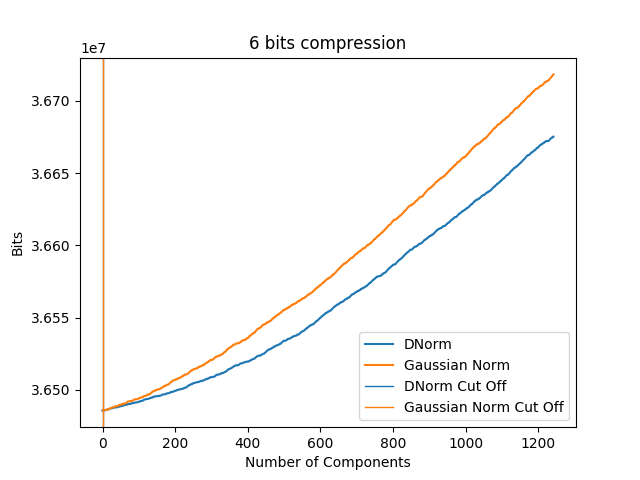 6 bits compression
1e7
3.670
3.665
3.660
3.655
3.650
Bits
0 200 400 600 800 1000 1200
Number of Components
DNorm
Gaussian Norm
DNorm Cut Off
Gaussian Norm Cut Off